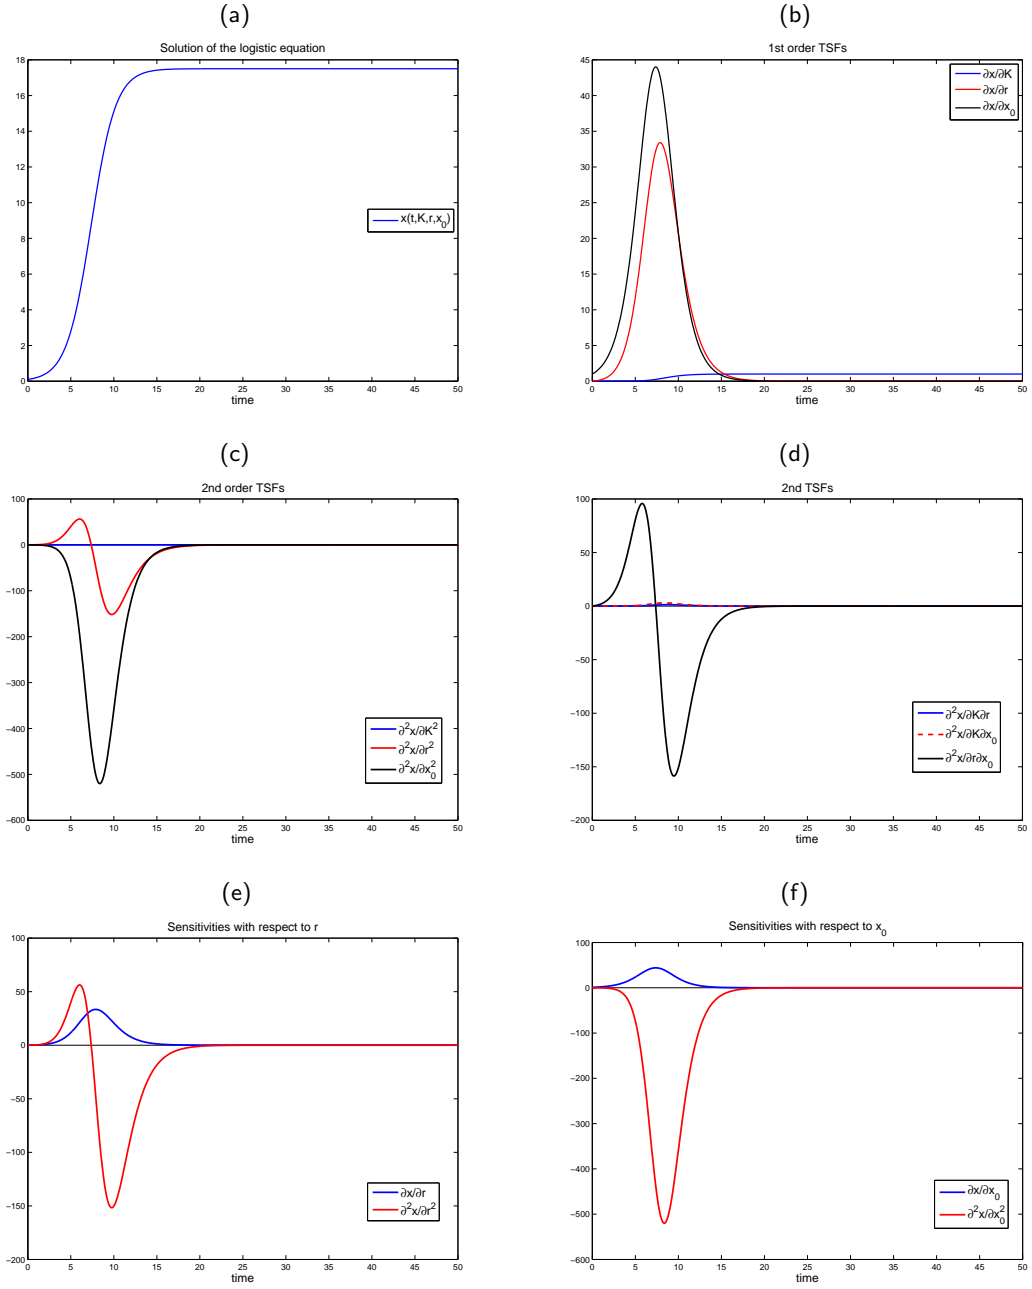 (a)
Solution of the logistic equation
18
16
14
12
10
8
6
4
2
0
x(t,K,r,x₀)
0 5 10 15 20 25 30 35 40 45 50
time
(b)
1st order TSFs
45
40
35
30
25
20
15
10
5
0
∂x/∂K
∂x/∂r
∂x/∂x₀
0 5 10 15 20 25 30 35 40 45 50
time
(c)
2nd order TSFs
100
0
−100
−200
−300
−400
−500
−600
∂²x/∂K²
∂²x/∂r²
∂²x/∂x₀²
0 5 10 15 20 25 30 35 40 45 50
time
(d)
2nd TSFs
100
50
0
−50
−100
−150
−200
∂²x/∂K∂r
∂²x/∂K∂x₀
∂²x/∂r∂x₀
0 5 10 15 20 25 30 35 40 45 50
time
(e)
Sensitivities with respect to r
100
50
0
−50
−100
−150
−200
∂x/∂r
∂²x/∂r²
0 5 10 15 20 25 30 35 40 45 50
time
(f)
Sensitivities with respect to x₀
100
0
−100
−200
−300
−400
−500
−600
∂x/∂x₀
∂²x/∂x₀²
0 5 10 15 20 25 30 35 40 45 50
time